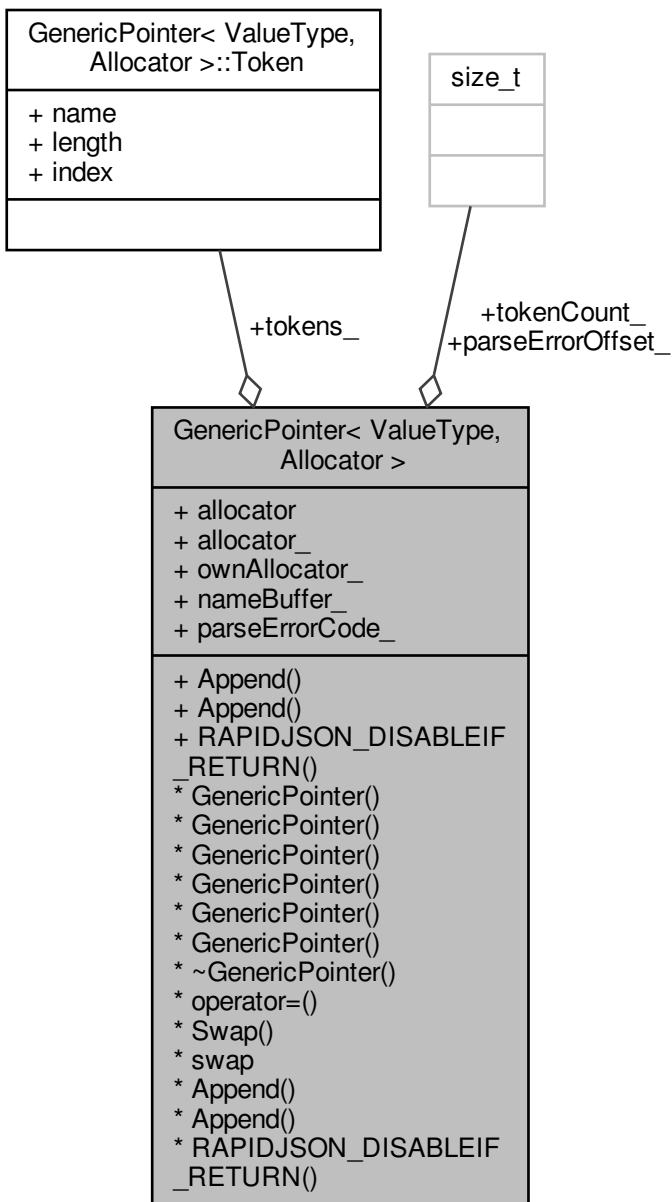 GenericPointer< ValueType,
Allocator >::Token
+ name
+ length
+ index
size_t
+tokens_
+tokenCount_
+parseErrorOffset_
GenericPointer< ValueType,
Allocator >
+ allocator
+ allocator_
+ ownAllocator_
+ nameBuffer_
+ parseErrorCode_
+ Append()
+ Append()
+ RAPIDJSON_DISABLEIF
_RETURN()
* GenericPointer()
* GenericPointer()
* GenericPointer()
* GenericPointer()
* GenericPointer()
* GenericPointer()
* ~GenericPointer()
* operator=()
* Swap()
* swap
* Append()
* Append()
* RAPIDJSON_DISABLEIF
_RETURN()